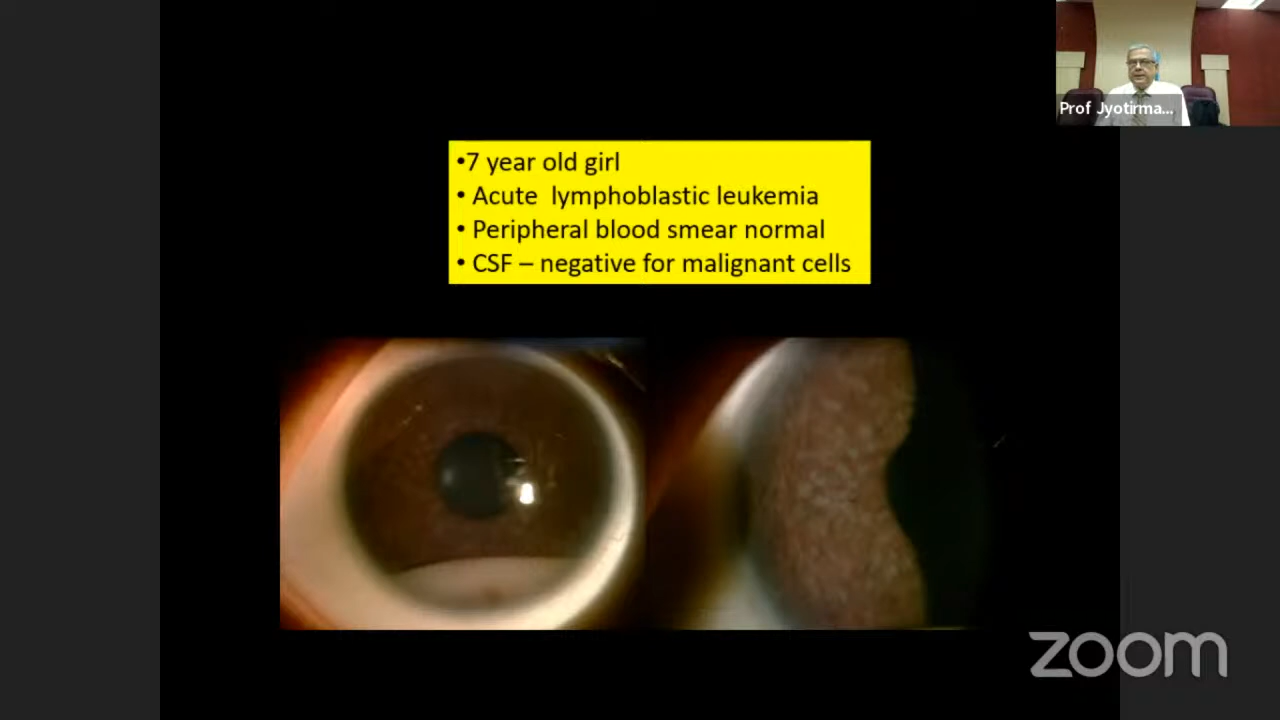 Prof Jyotirma...
•7 year old girl
• Acute lymphoblastic leukemia
• Peripheral blood smear normal
• CSF – negative for malignant cells
zoom